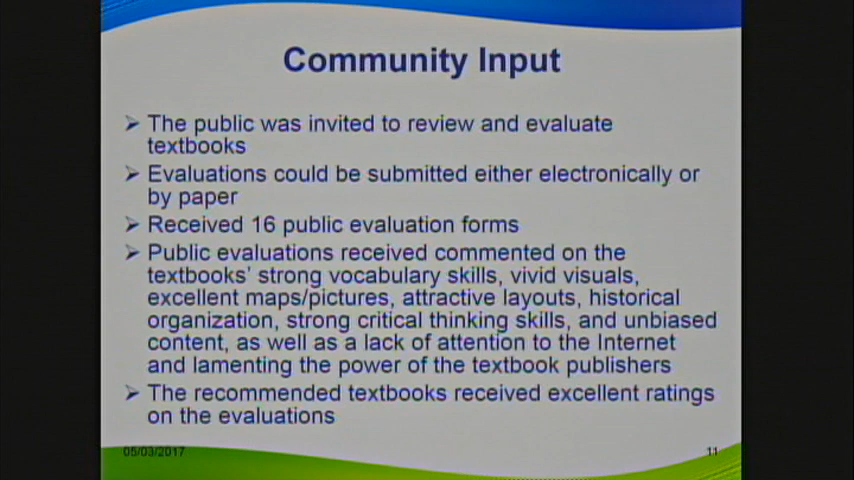 Community Input
➢ The public was invited to review and evaluate
textbooks
➢ Evaluations could be submitted either electronically or
by paper
➢ Received 16 public evaluation forms
➢ Public evaluations received commented on the
textbooks' strong vocabulary skills, vivid visuals,
excellent maps/pictures, attractive layouts, historical
organization, strong critical thinking skills, and unbiased
content, as well as a lack of attention to the Internet
and lamenting the power of the textbook publishers
➢ The recommended textbooks received excellent ratings
on the evaluations
05/03/2017
11